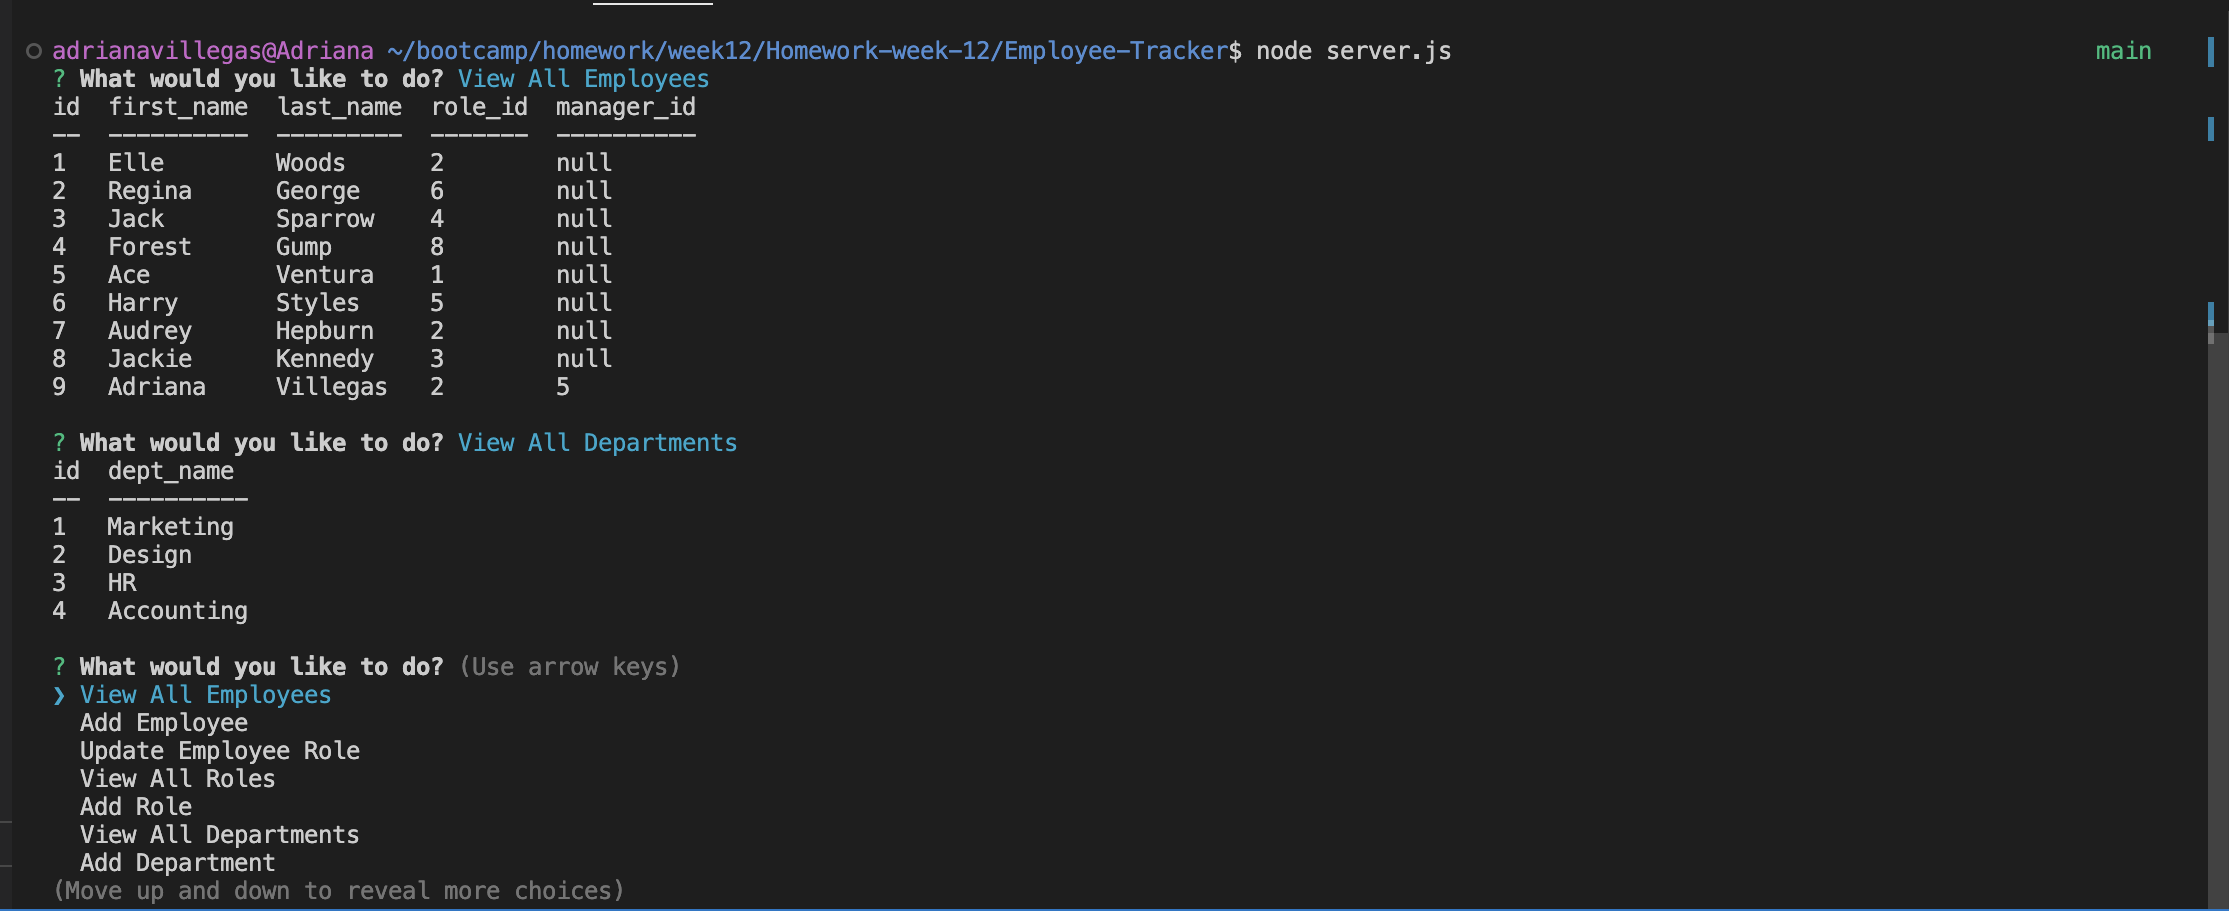 adrianavillegas@Adriana ~/bootcamp/homework/week12/Homework-week-12/Employee-Tracker$ node server.js main
? What would you like to do? View All Employees
id  first_name  last_name  role_id  manager_id
--  ----------  ---------  -------  ----------
1   Elle        Woods      2        null
2   Regina      George     6        null
3   Jack        Sparrow    4        null
4   Forest      Gump       8        null
5   Ace         Ventura    1        null
6   Harry       Styles     5        null
7   Audrey      Hepburn    2        null
8   Jackie      Kennedy    3        null
9   Adriana     Villegas   2        5
? What would you like to do? View All Departments
id  dept_name
--  ----------
1   Marketing
2   Design
3   HR
4   Accounting
? What would you like to do? (Use arrow keys)
❯ View All Employees
  Add Employee
  Update Employee Role
  View All Roles
  Add Role
  View All Departments
  Add Department
(Move up and down to reveal more choices)